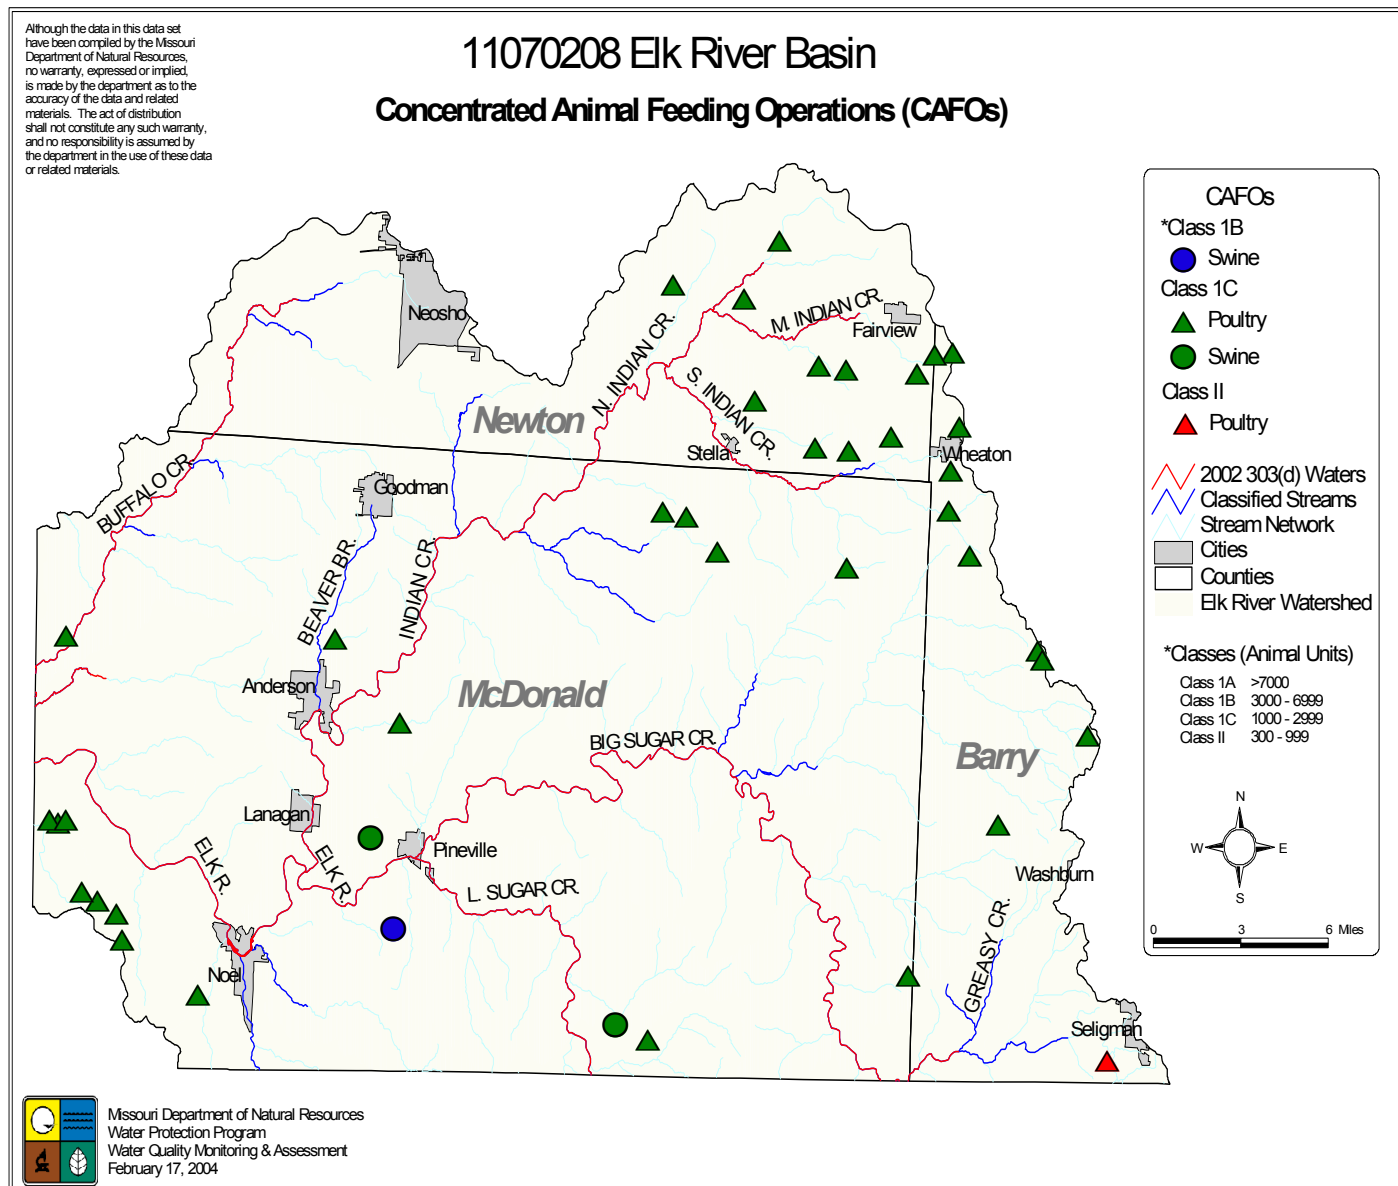 Although the data in this data set
have been compiled by the Missouri
Department of Natural Resources,
no warranty, expressed or implied,
is made by the department as to the
accuracy of the data and related
materials. The act of distribution
shall not constitute any such warranty,
and no responsibility is assumed by
the department in the use of these data
or related materials.
11070208 Elk River Basin
Concentrated Animal Feeding Operations (CAFOs)
CAFOs
*Class 1B
Swine
Class 1C
Poultry
Swine
Class II
Poultry
2002 303(d) Waters
Classified Streams
Stream Network
Cities
Counties
Elk River Watershed
*Classes (Animal Units)
Class 1A >7000
Class 1B 3000 - 6999
Class 1C 1000 - 2999
Class II 300 - 999
N
W E
S
0 3 6 Miles
Neosho
M. INDIAN CR.
Fairview
N. INDIAN CR.
S. INDIAN CR.
Newton
Stella
Wheaton
BUFFALO CR.
Goodman
BEAVER BR.
INDIAN CR.
Anderson
McDonald
BIG SUGAR CR.
Barry
Lanagan
ELK R.
ELK R.
Pineville
L. SUGAR CR.
Washburn
Noel
GREASY CR.
Seligman
Missouri Department of Natural Resources
Water Protection Program
Water Quality Monitoring & Assessment
February 17, 2004